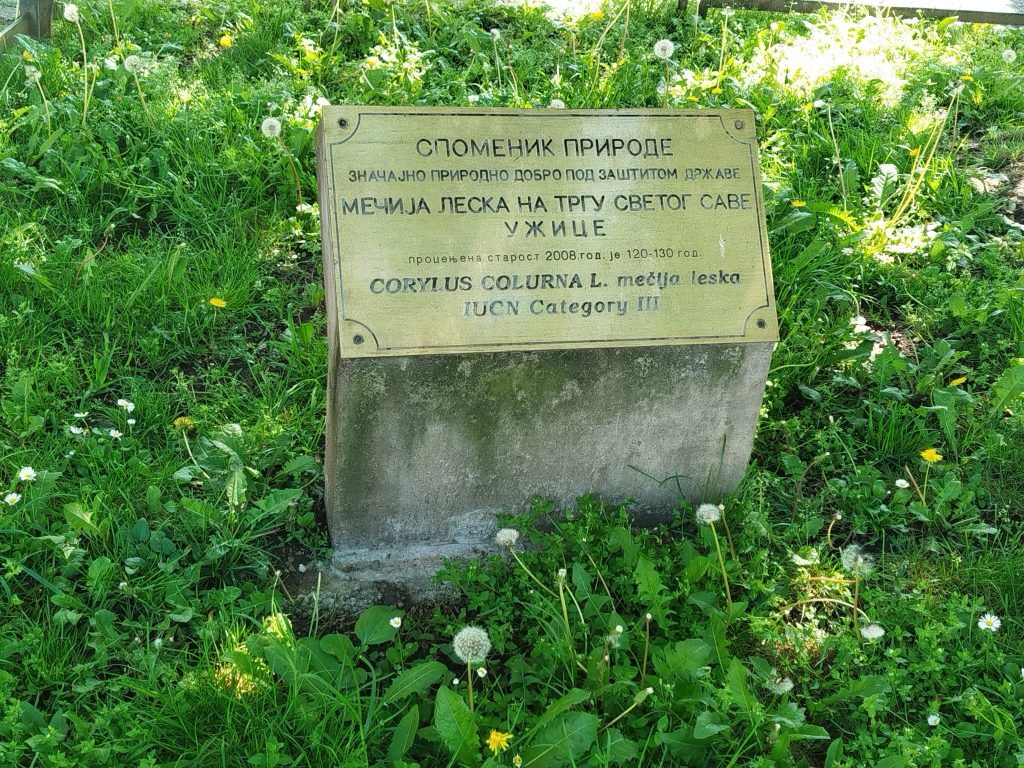 СПОМЕНИК ПРИРОДЕ
ЗНАЧАЈНО ПРИРОДНО ДОБРО ПОД ЗАШТИТОМ ДРЖАВЕ
МЕЧИЈА ЛЕСКА НА ТРГУ СВЕТОГ САВЕ
УЖИЦЕ
процењена старост 2008.год. је 120-130 год.
CORYLUS COLURNA L. mečija leska
IUCN Category III